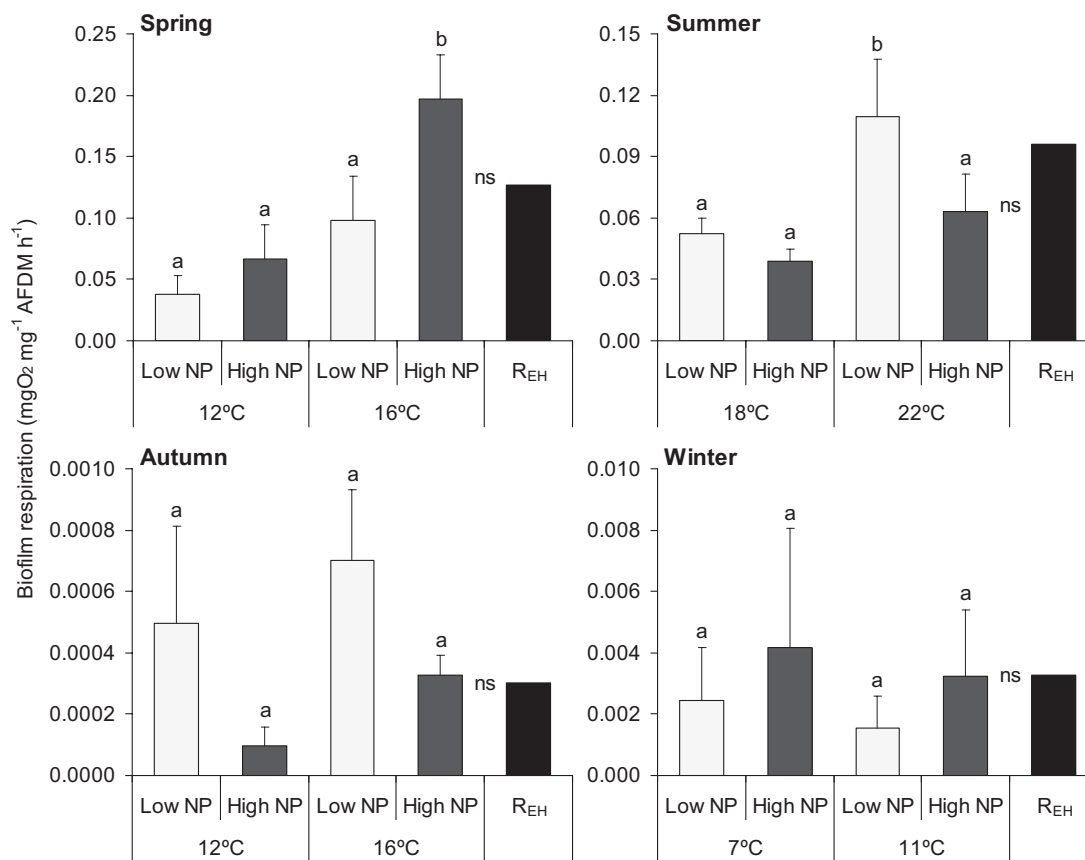 Biofilm respiration (mgO₂ mg⁻¹ AFDM h⁻¹)
Spring
0.25
0.20
0.15
0.10
0.05
0.00
a
a
a
b
ns
Low NP High NP Low NP High NP R_EH
12ºC 16ºC
Summer
0.15
0.12
0.09
0.06
0.03
0.00
a
a
b
a
ns
Low NP High NP Low NP High NP R_EH
18ºC 22ºC
Autumn
0.0010
0.0008
0.0006
0.0004
0.0002
0.0000
a
a
a
a
ns
Low NP High NP Low NP High NP R_EH
12ºC 16ºC
Winter
0.010
0.008
0.006
0.004
0.002
0.000
a
a
a
a
ns
Low NP High NP Low NP High NP R_EH
7ºC 11ºC